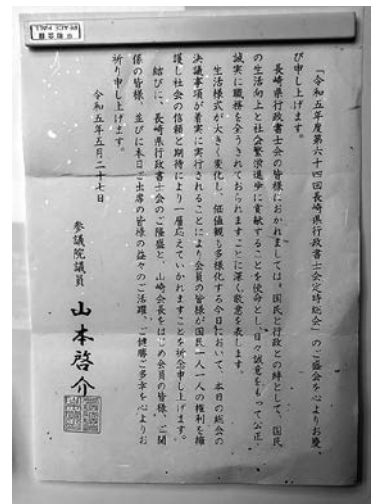 「令和五年度第六十四回長崎県行政書士会定時総会」のご盛会を心よりお慶
び申し上げます。
長崎県行政書士会の皆様におかれましては、国民と行政との絆として、国民
の生活向上と社会繁栄進歩に貢献することを使命とし、日々誠意をもって公正・
誠実に職務を全うされておられますことに深く敬意を表します。
生活様式が大きく変化し、価値観も多様化する今日において、本日の総会の
決議事項が着実に実行されることにより会員の皆様が国民一人一人の権利を擁
護し社会の信頼と期待により一層応えていかれますことを祈念申し上げます。
結びに、長崎県行政書士会のご隆盛と、山崎会長をはじめ会員の皆様、ご関
係の皆様、並びに本日ご出席の皆様の益々のご活躍、ご健勝ご多幸を心よりお
祈り申し上げます。
令和五年五月二十七日
参議院議員 山本啓介